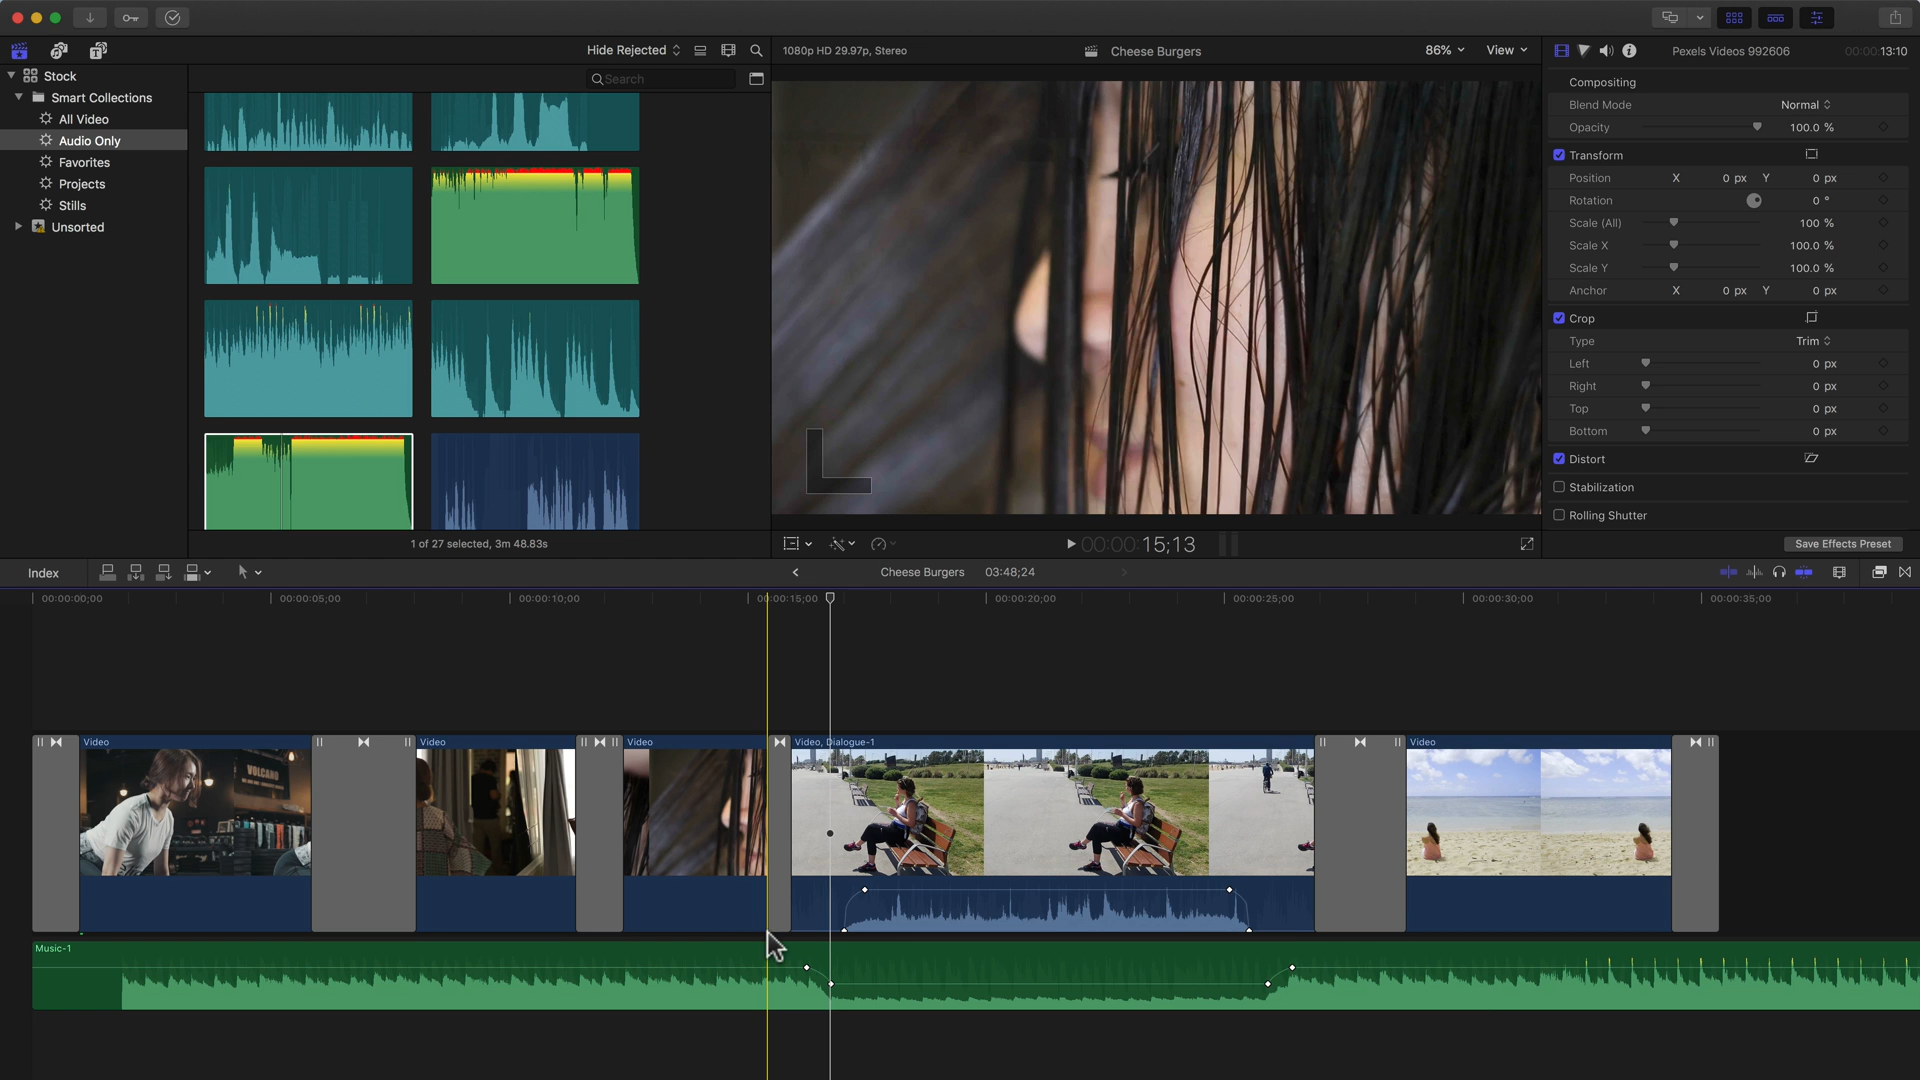 Hide Rejected
1080p HD 29.97p, Stereo
Cheese Burgers
86%
View
Pexels Videos 992606
00:00:13:10
Stock
Smart Collections
All Video
Audio Only
Favorites
Projects
Stills
Unsorted
Search
Compositing
Blend Mode
Normal
Opacity
100.0 %
Transform
Position
X
0 px
Y
0 px
Rotation
0 °
Scale (All)
100 %
Scale X
100.0 %
Scale Y
100.0 %
Anchor
X
0 px
Y
0 px
Crop
Type
Trim
Left
0 px
Right
0 px
Top
0 px
Bottom
0 px
Distort
Stabilization
Rolling Shutter
1 of 27 selected, 3m 48.83s
00:00:15;13
Save Effects Preset
Index
Cheese Burgers
03:48;24
00:00:00;00
00:00:05;00
00:00:10;00
00:00:15;00
00:00:20;00
00:00:25;00
00:00:30;00
00:00:35;00
Video
Video
Video
Video, Dialogue-1
Video
VOLCANO
Music-1